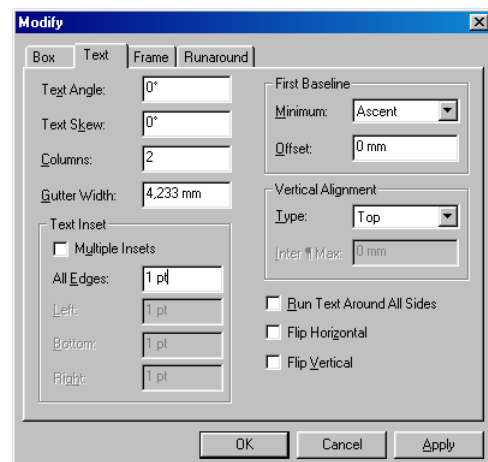 Modify
Box Text Frame Runaround
Text Angle: 0°
Text Skew: 0°
Columns: 2
Gutter Width: 4,233 mm
Text Inset
Multiple Insets
All Edges: 1 pt
Left: 1 pt
Bottom: 1 pt
Right: 1 pt
First Baseline
Minimum: Ascent
Offset: 0 mm
Vertical Alignment
Type: Top
Inter ¶ Max: 0 mm
Run Text Around All Sides
Flip Horizontal
Flip Vertical
OK Cancel Apply